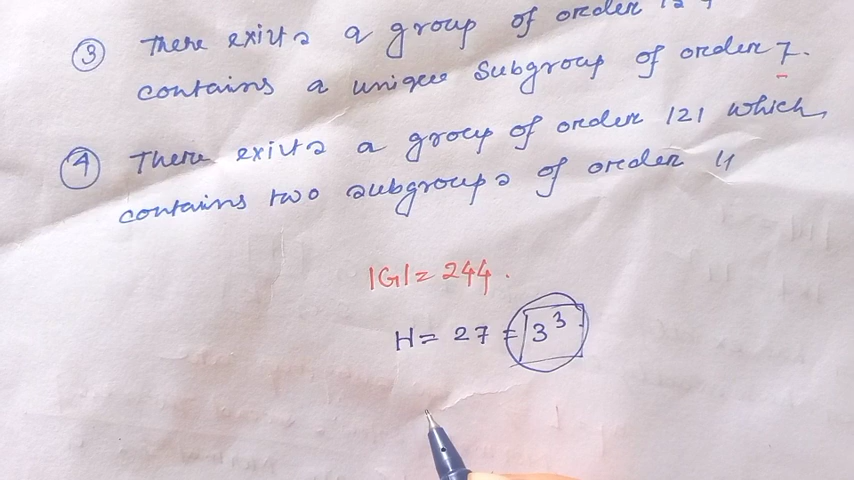 ③ There exists a group of order
contains a unique subgroup of order 7.
④ There exists a group of order 121 which
contains two subgroups of order 11
|G| = 244.
H = 27 = 3³